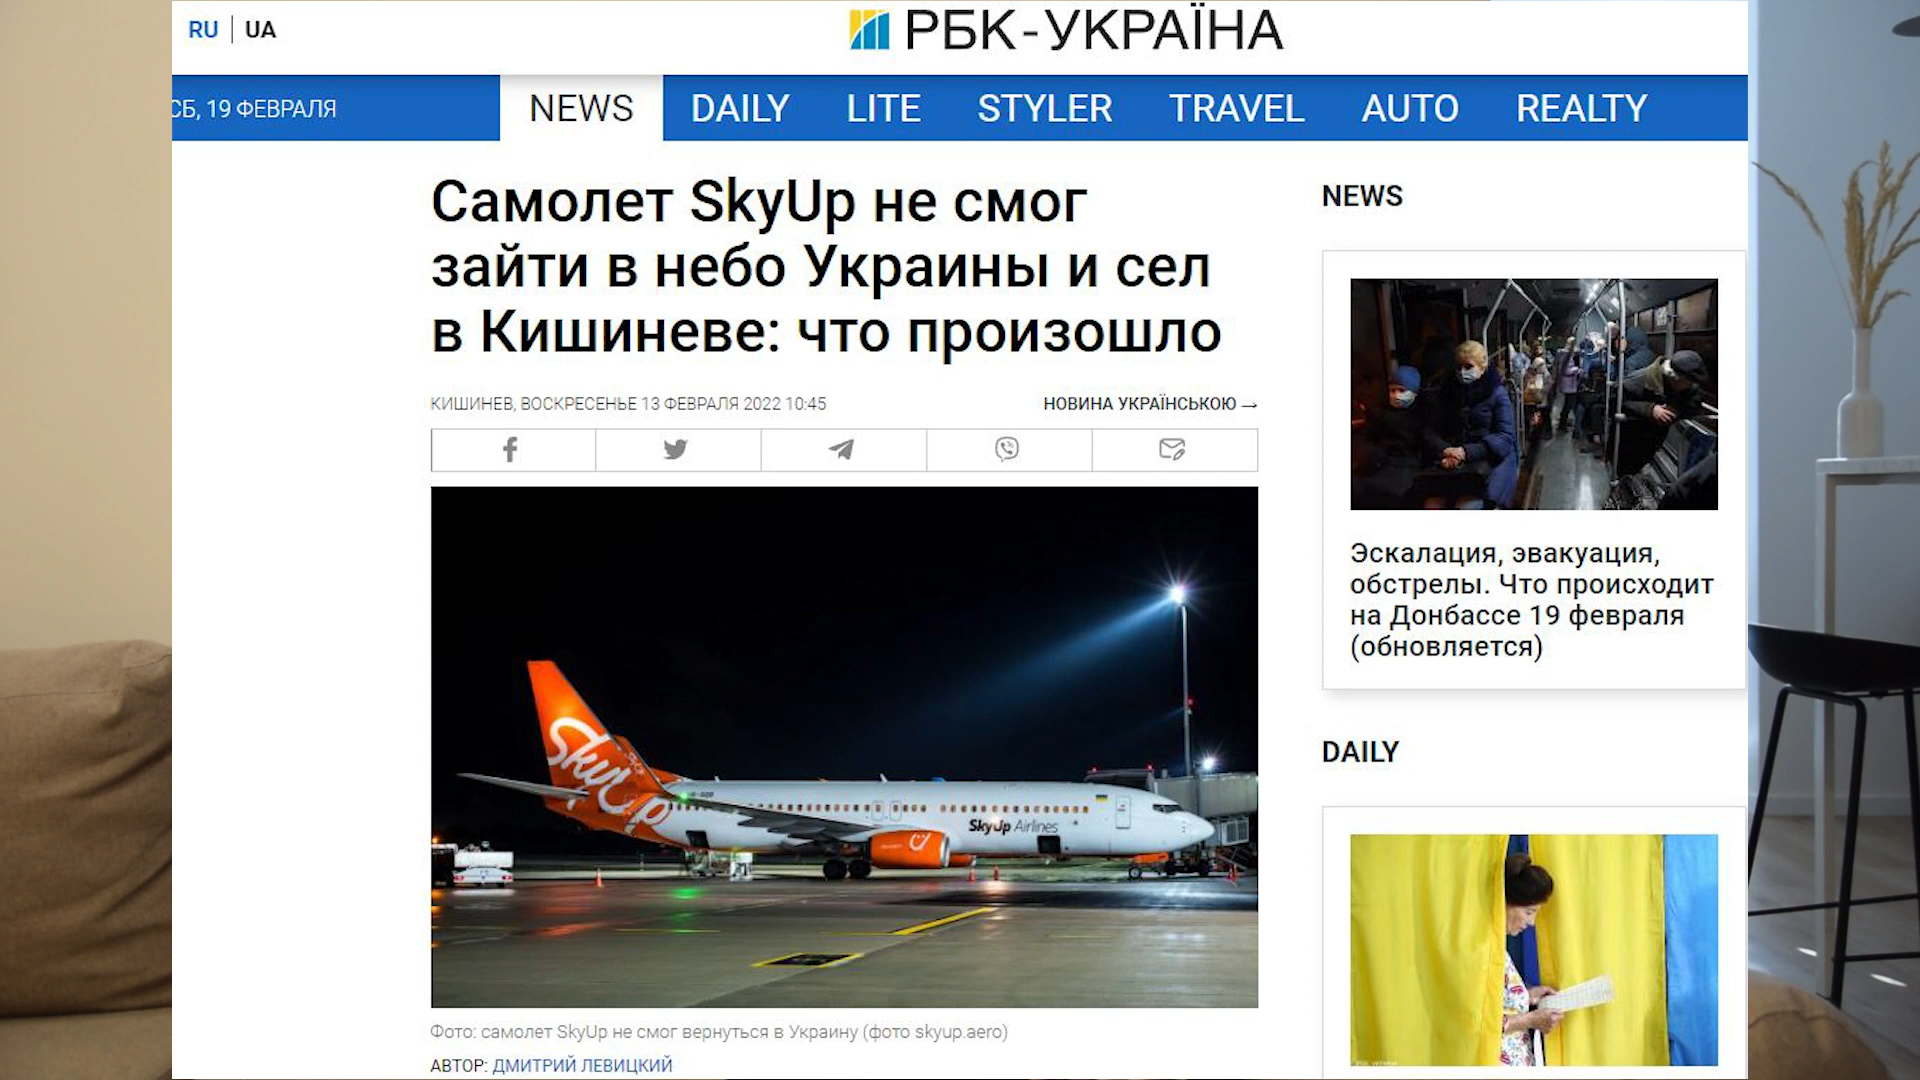 RU | UA
РБК-УКРАЇНА
СБ, 19 ФЕВРАЛЯ
NEWS
DAILY
LITE
STYLER
TRAVEL
AUTO
REALTY
Самолет SkyUp не смог
зайти в небо Украины и сел
в Кишиневе: что произошло
КИШИНЕВ, ВОСКРЕСЕНЬЕ 13 ФЕВРАЛЯ 2022 10:45
НОВИНА УКРАЇНСЬКОЮ →
SkyUp
SkyUp Airlines
Фото: самолет SkyUp не смог вернуться в Украину (фото skyup.aero)
АВТОР: ДМИТРИЙ ЛЕВИЦКИЙ
NEWS
Эскалация, эвакуация,
обстрелы. Что происходит
на Донбассе 19 февраля
(обновляется)
DAILY